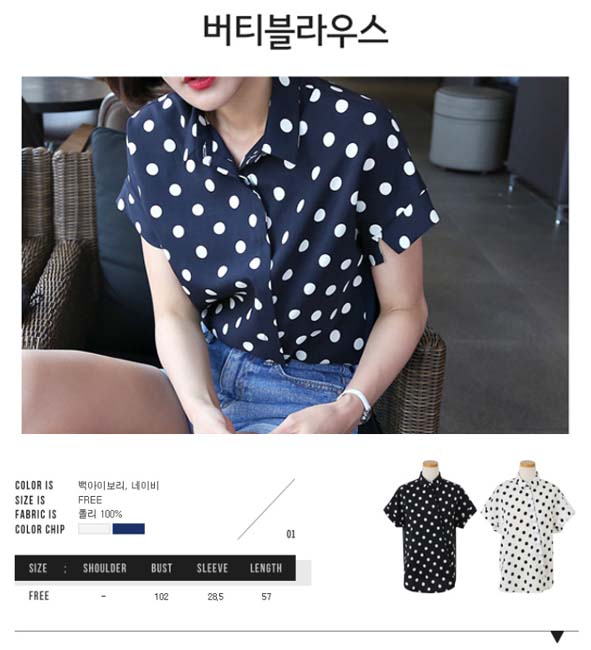 버티블라우스
COLOR IS 백아이보리, 네이비
SIZE IS FREE
FABRIC IS 폴리 100%
COLOR CHIP
01
SIZE : SHOULDER BUST SLEEVE LENGTH
FREE - 102 28,5 57